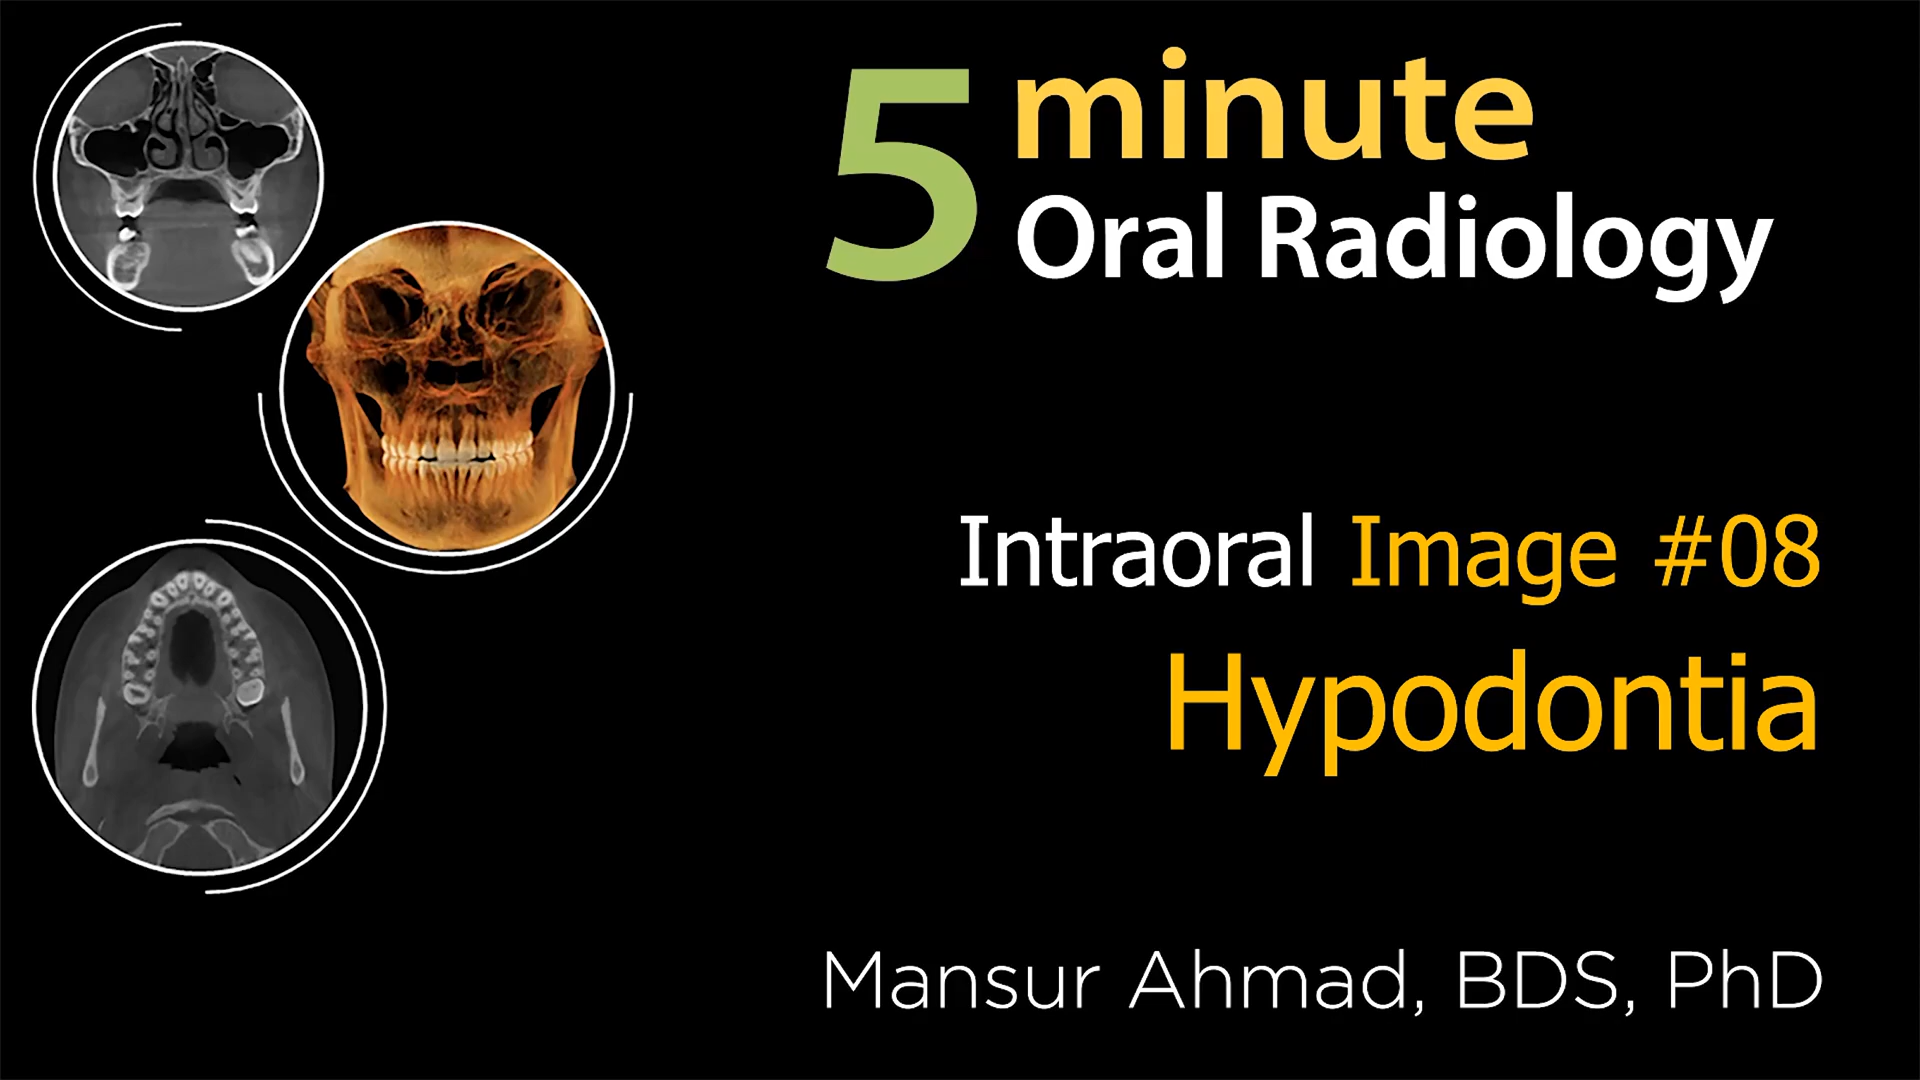 5 minute
Oral Radiology
Intraoral Image #08
Hypodontia
Mansur Ahmad, BDS, PhD